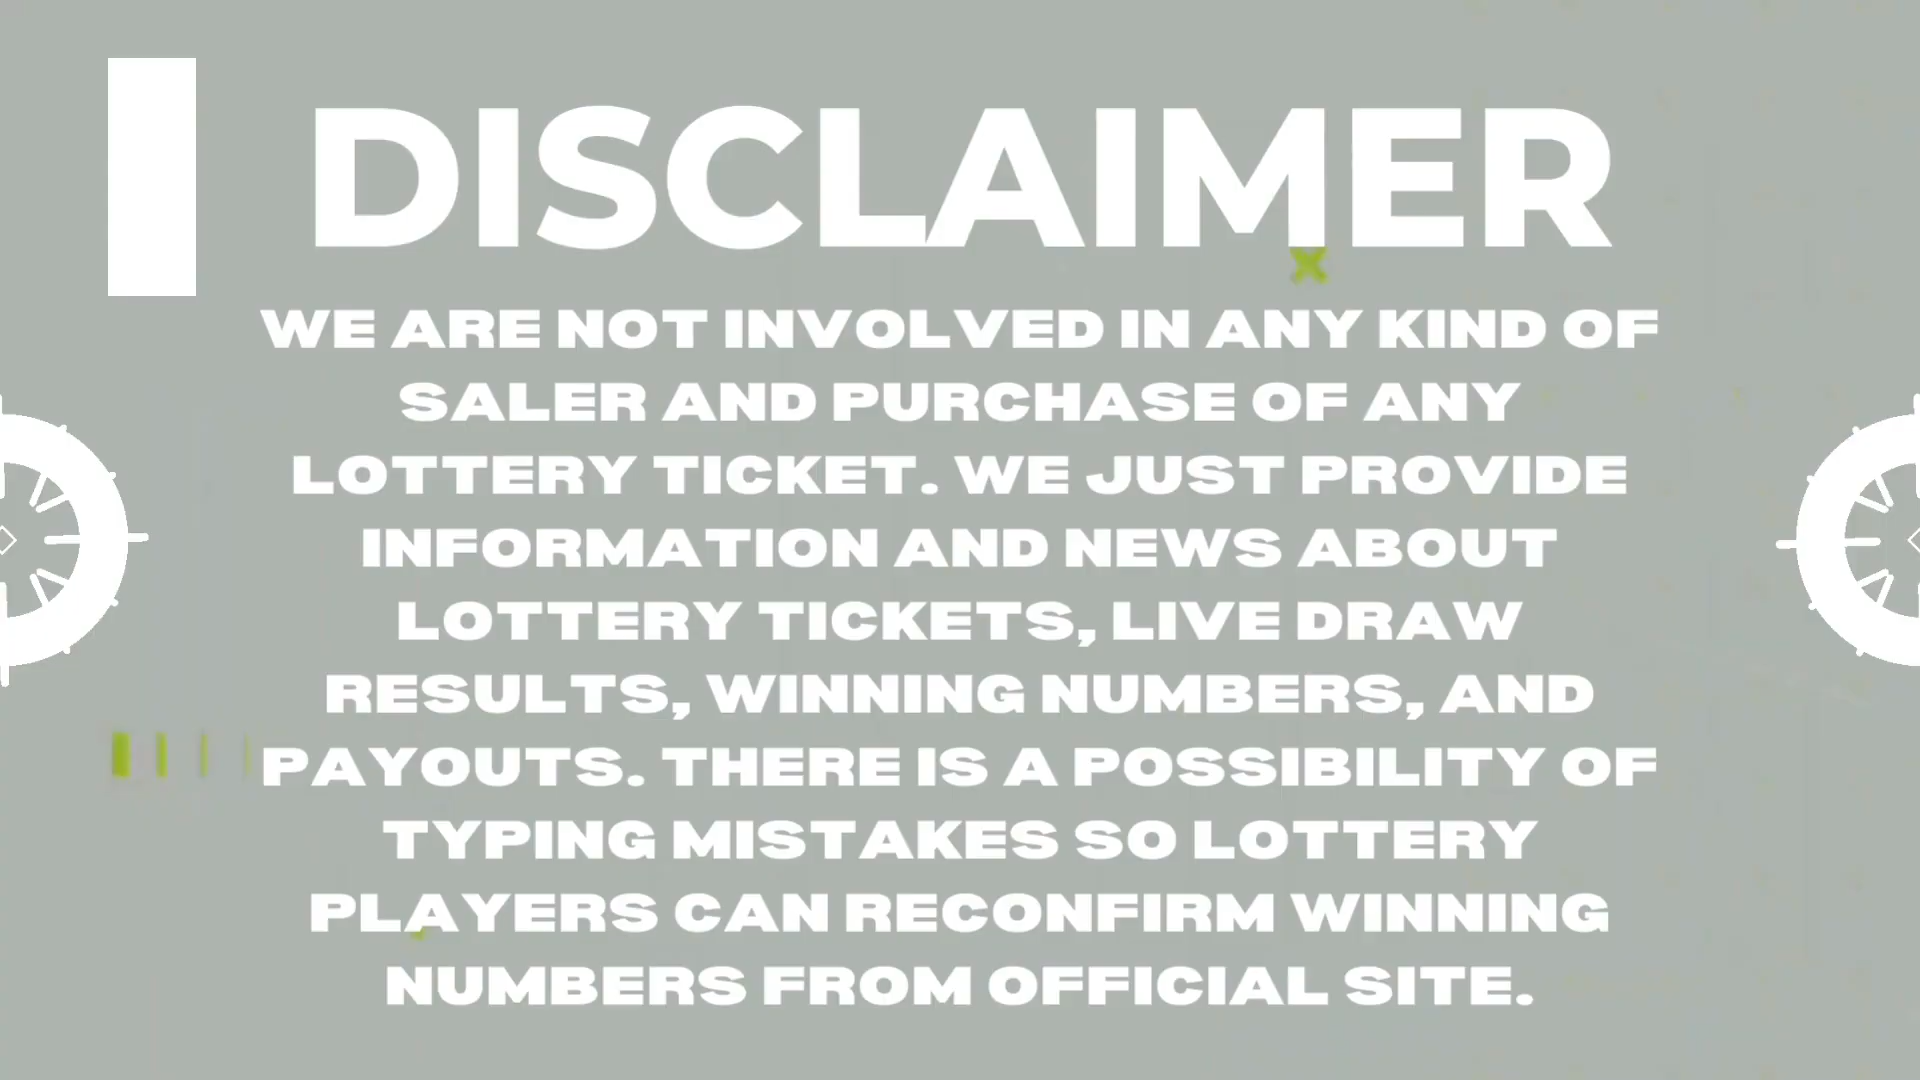 DISCLAIMER
WE ARE NOT INVOLVED IN ANY KIND OF
SALER AND PURCHASE OF ANY
LOTTERY TICKET. WE JUST PROVIDE
INFORMATION AND NEWS ABOUT
LOTTERY TICKETS, LIVE DRAW
RESULTS, WINNING NUMBERS, AND
PAYOUTS. THERE IS A POSSIBILITY OF
TYPING MISTAKES SO LOTTERY
PLAYERS CAN RECONFIRM WINNING
NUMBERS FROM OFFICIAL SITE.